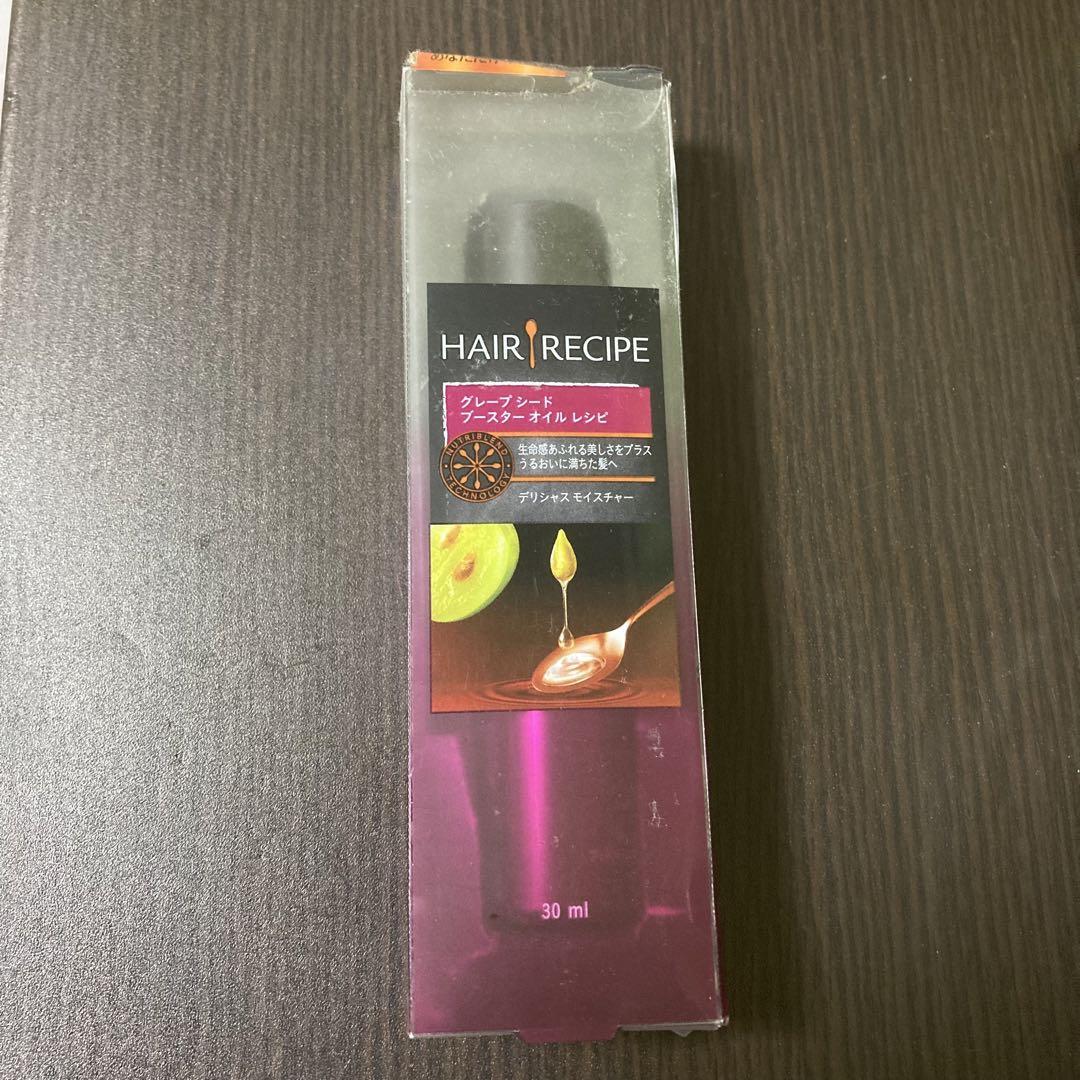 HAIR RECIPE
グレープ シード
ブースター オイル レシピ
NUTRIBLEND
TECHNOLOGY
生命感あふれる美しさをプラス
うるおいに満ちた髪へ
デリシャス モイスチャー
30 ml